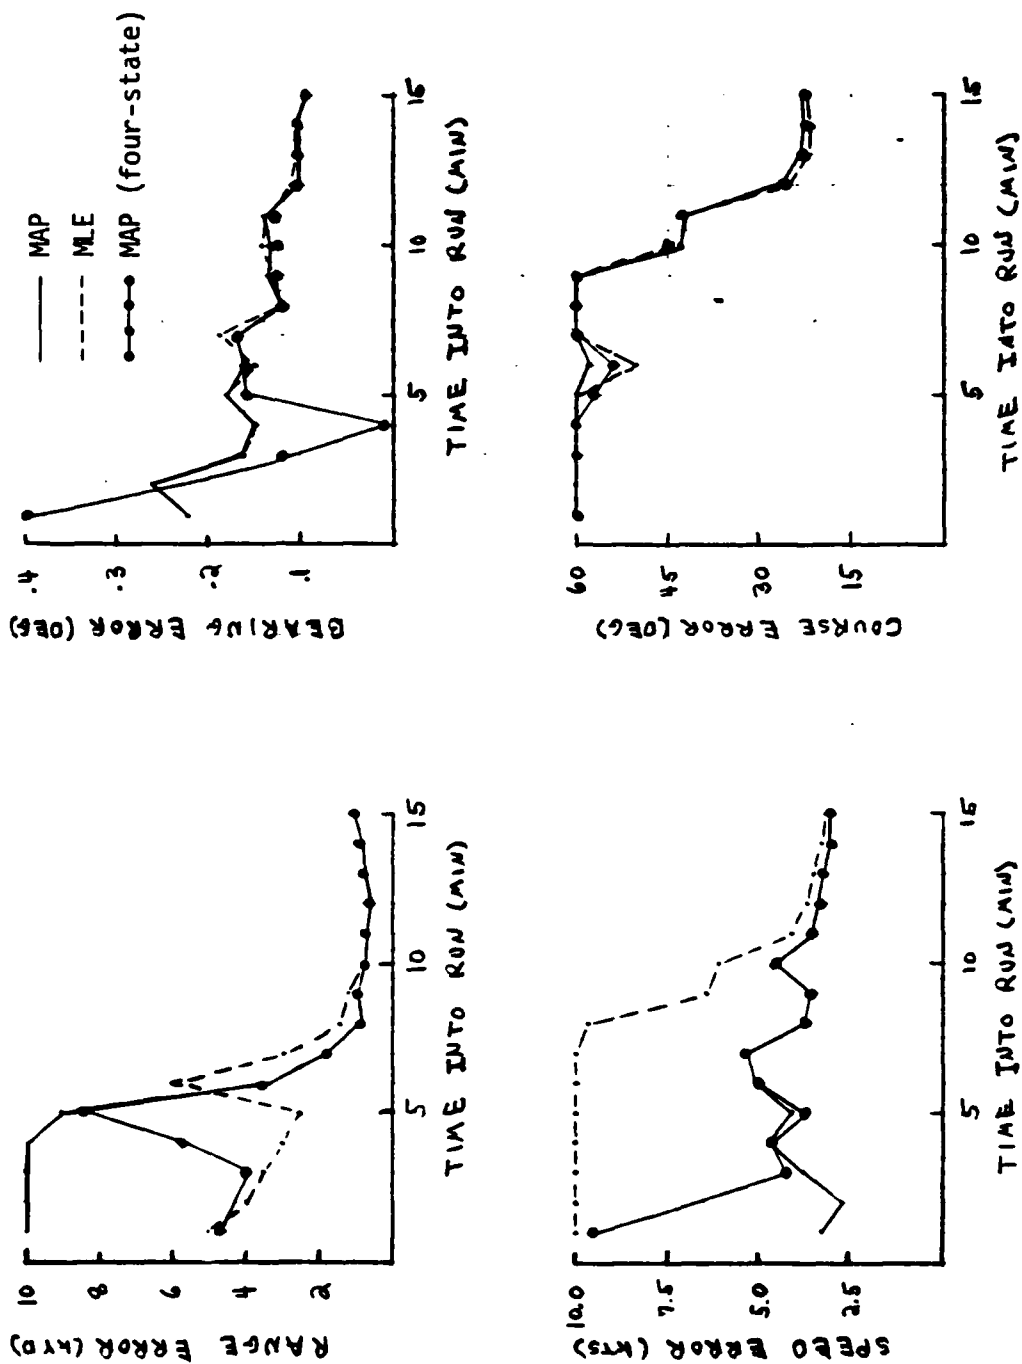 RANGE ERROR (KYD)
10
8
6
4
2
5 10 15
TIME INTO RUN (MIN)
BEARING ERROR (DEG)
.4
.3
.2
.1
5 10 15
TIME INTO RUN (MIN)
MAP
MLE
MAP (four-state)
SPEED ERROR (KTS)
10.0
7.5
5.0
2.5
5 10 15
TIME INTO RUN (MIN)
COURSE ERROR (DEG)
60
45
30
15
5 10 15
TIME INTO RUN (MIN)